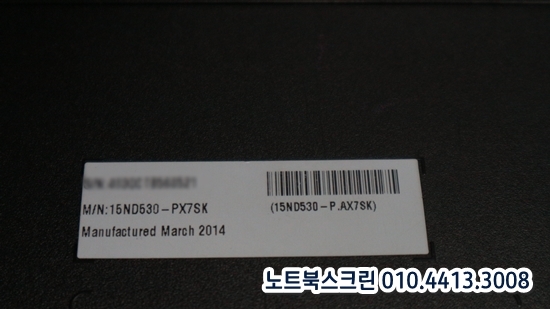 M/N:15ND530-PX7SK
(15ND530-P.AX7SK)
Manufactured March 2014
노트북스크린 010.4413.3008